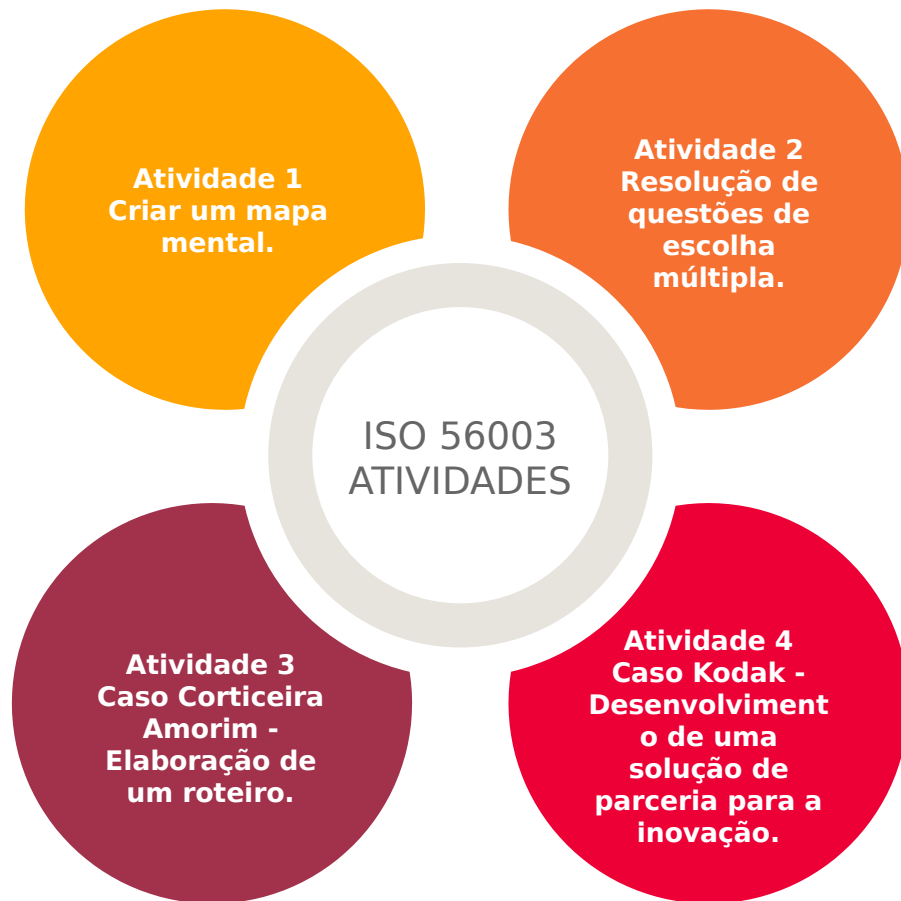 Atividade 1
Criar um mapa
mental.
Atividade 2
Resolução de
questões de
escolha
múltipla.
ISO 56003
ATIVIDADES
Atividade 3
Caso Corticeira
Amorim -
Elaboração de
um roteiro.
Atividade 4
Caso Kodak -
Desenvolviment
o de uma
solução de
parceria para a
inovação.